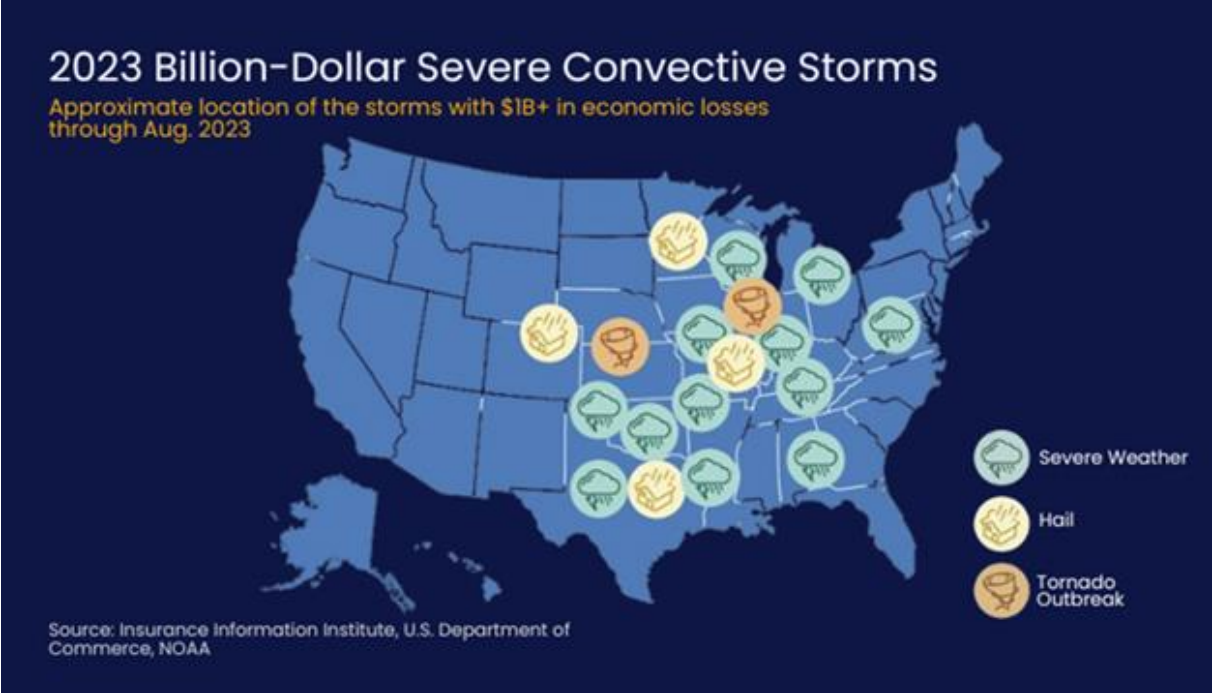 2023 Billion-Dollar Severe Convective Storms
Approximate location of the storms with $1B+ in economic losses
through Aug. 2023
Severe Weather
Hail
Tornado
Outbreak
Source: Insurance Information Institute, U.S. Department of
Commerce, NOAA